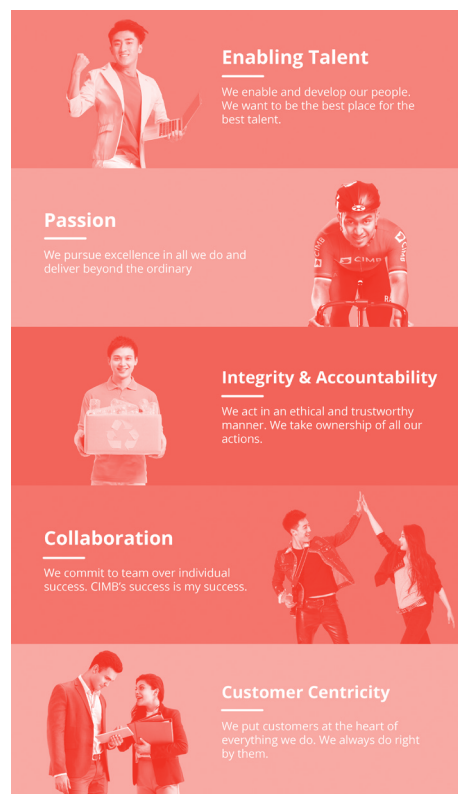 Enabling Talent
We enable and develop our people.
We want to be the best place for the
best talent.
Passion
We pursue excellence in all we do and
deliver beyond the ordinary
CIMB
CIMB
CIMB
Integrity & Accountability
We act in an ethical and trustworthy
manner. We take ownership of all our
actions.
Collaboration
We commit to team over individual
success. CIMB's success is my success.
Customer Centricity
We put customers at the heart of
everything we do. We always do right
by them.